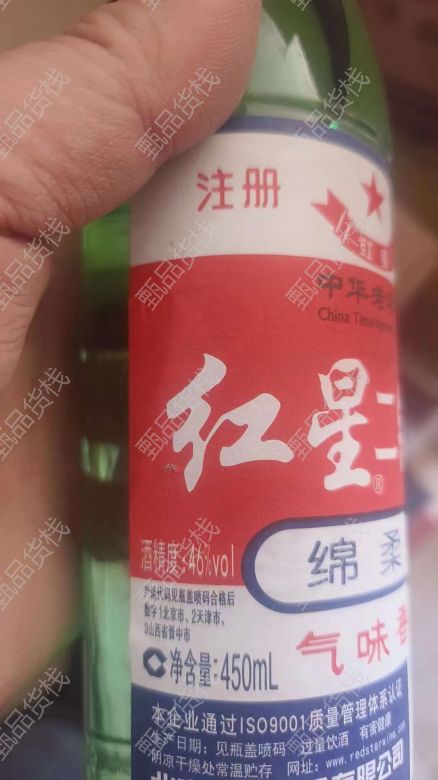 注册
红
中华老
China Time-hon
红星二
®
酒精度:46%vol
绵柔
产地代码见瓶盖喷码合格后
数字1北京市、2天津市、
3山西省晋中市
气味香
净含量:450mL
本企业通过ISO9001质量管理体系认证
生产日期:见瓶盖喷码 过量饮酒 有害健康
阴凉干燥处常温贮存 网址:www.redstarwine.com
甄品货栈